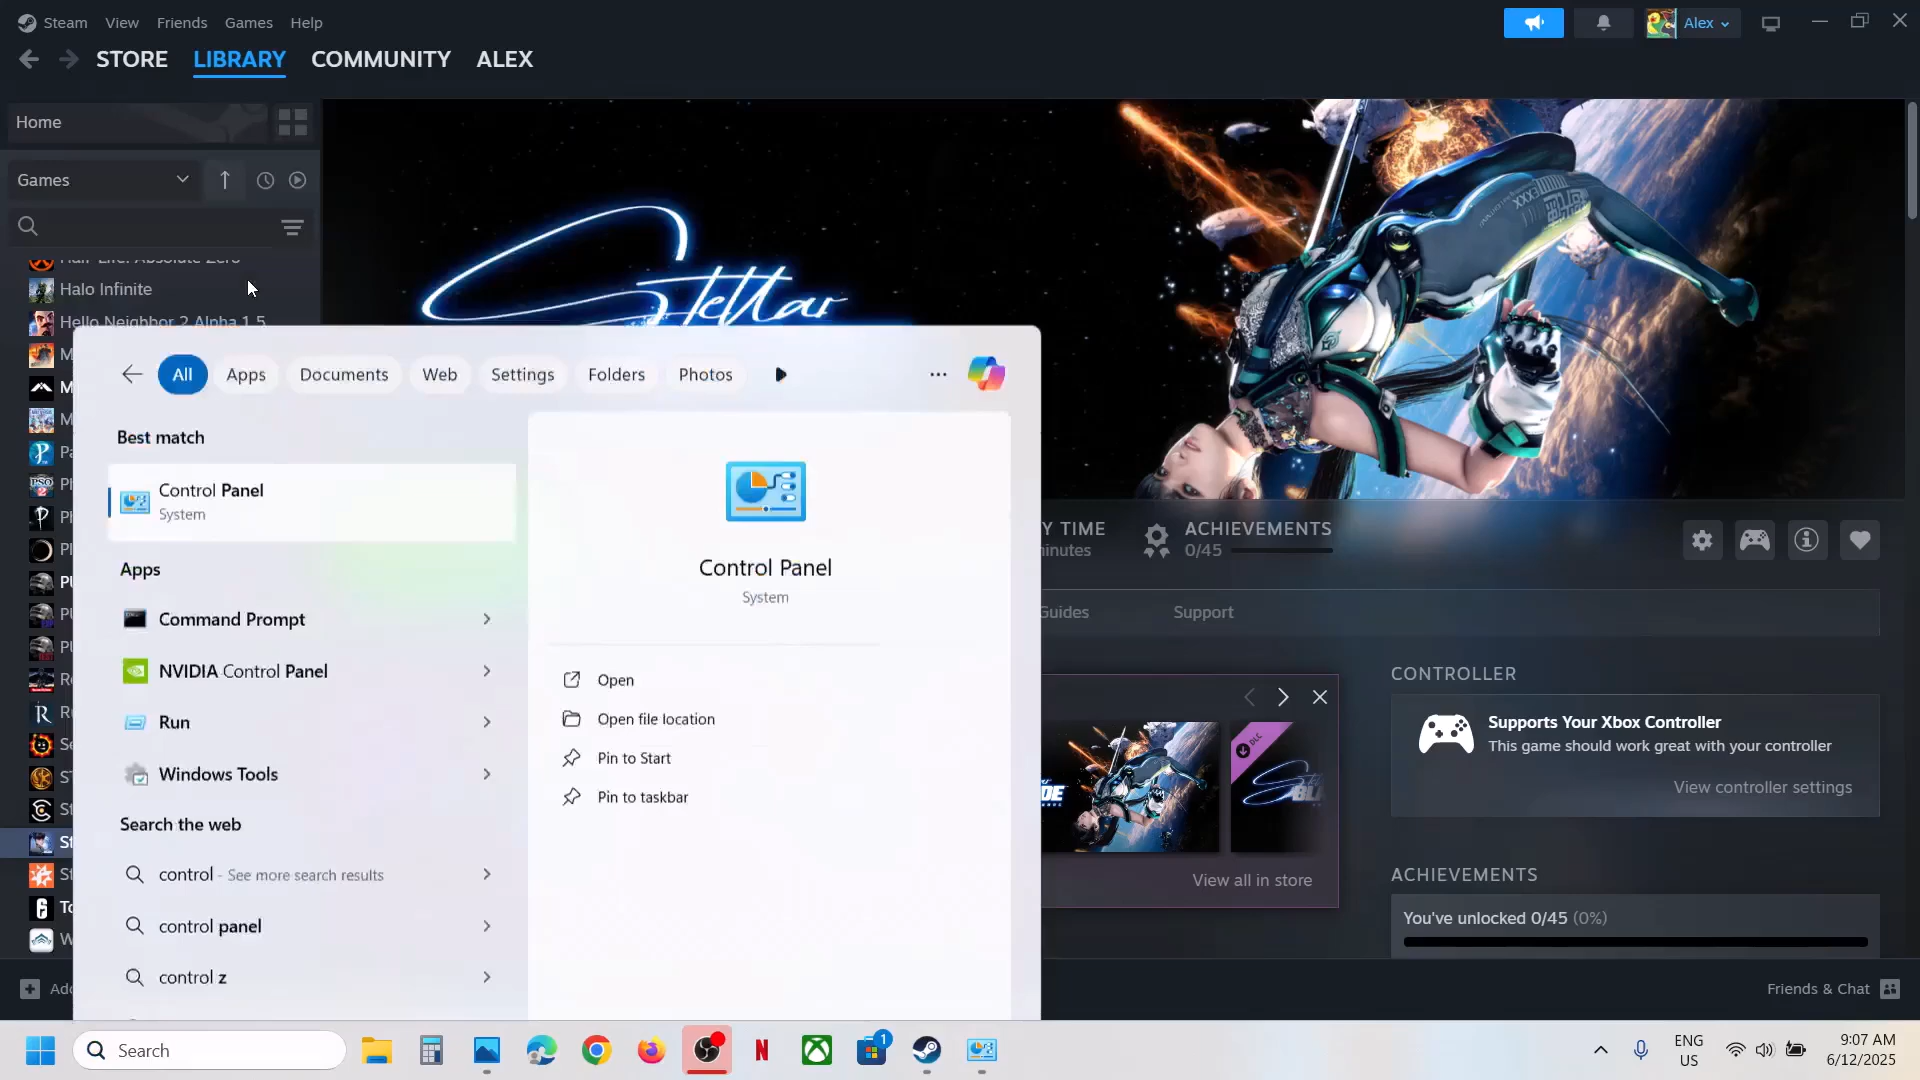 Steam View Friends Games Help
Alex
STORE LIBRARY COMMUNITY ALEX
Home
Games
Halo Infinite
Hello Neighbor 2 Alpha 1.5
Stellar
All Apps Documents Web Settings Folders Photos
Best match
Control Panel
System
Apps
Command Prompt
NVIDIA Control Panel
Run
Windows Tools
Search the web
control - See more search results
control panel
control z
Control Panel
System
Open
Open file location
Pin to Start
Pin to taskbar
Y TIME
minutes
ACHIEVEMENTS
0/45
Guides Support
DLC
View all in store
CONTROLLER
Supports Your Xbox Controller
This game should work great with your controller
View controller settings
ACHIEVEMENTS
You've unlocked 0/45 (0%)
Friends & Chat
Search
1
ENG
US
9:07 AM
6/12/2025